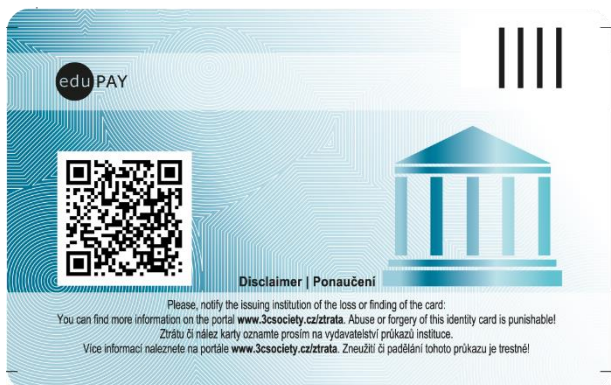 edu PAY
Disclaimer | Ponaučení
Please, notify the issuing institution of the loss or finding of the card:
You can find more information on the portal www.3csociety.cz/ztrata. Abuse or forgery of this identity card is punishable!
Ztrátu či nález karty oznamte prosím na vydavatelství průkazů instituce.
Více informací naleznete na portále www.3csociety.cz/ztrata. Zneužití či padělání tohoto průkazu je trestné!